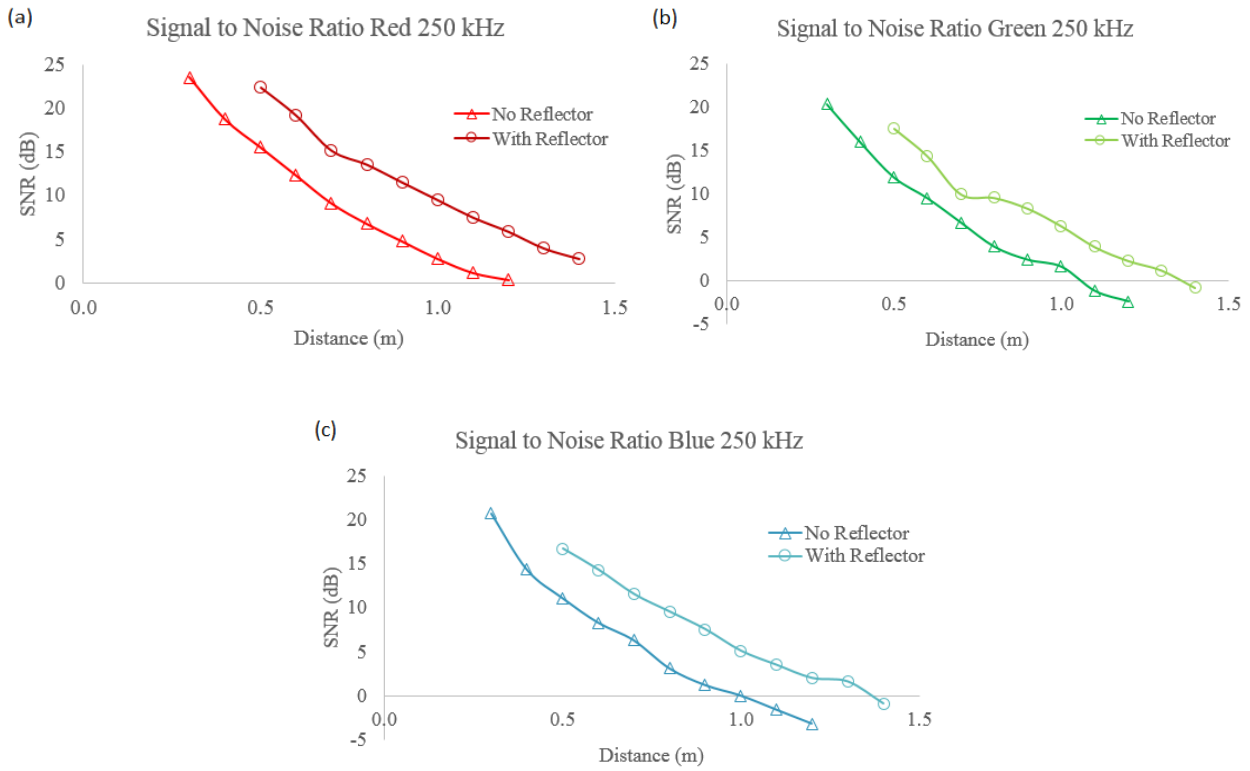 (a)
Signal to Noise Ratio Red 250 kHz
25
20
15
10
5
0
0.0
0.5
1.0
1.5
SNR (dB)
Distance (m)
No Reflector
With Reflector
(b)
Signal to Noise Ratio Green 250 kHz
25
20
15
10
5
0
-5
0.0
0.5
1.0
1.5
SNR (dB)
Distance (m)
No Reflector
With Reflector
(c)
Signal to Noise Ratio Blue 250 kHz
25
20
15
10
5
0
-5
0.0
0.5
1.0
1.5
SNR (dB)
Distance (m)
No Reflector
With Reflector